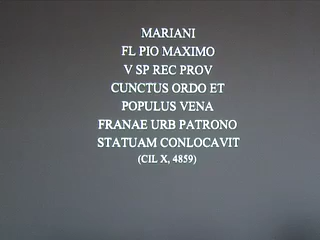 MARIANI
FL PIO MAXIMO
V SP REC PROV
CUNCTUS ORDO ET
POPULUS VENA
FRANAE URB PATRONO
STATUAM CONLOCAVIT
(CIL X, 4859)